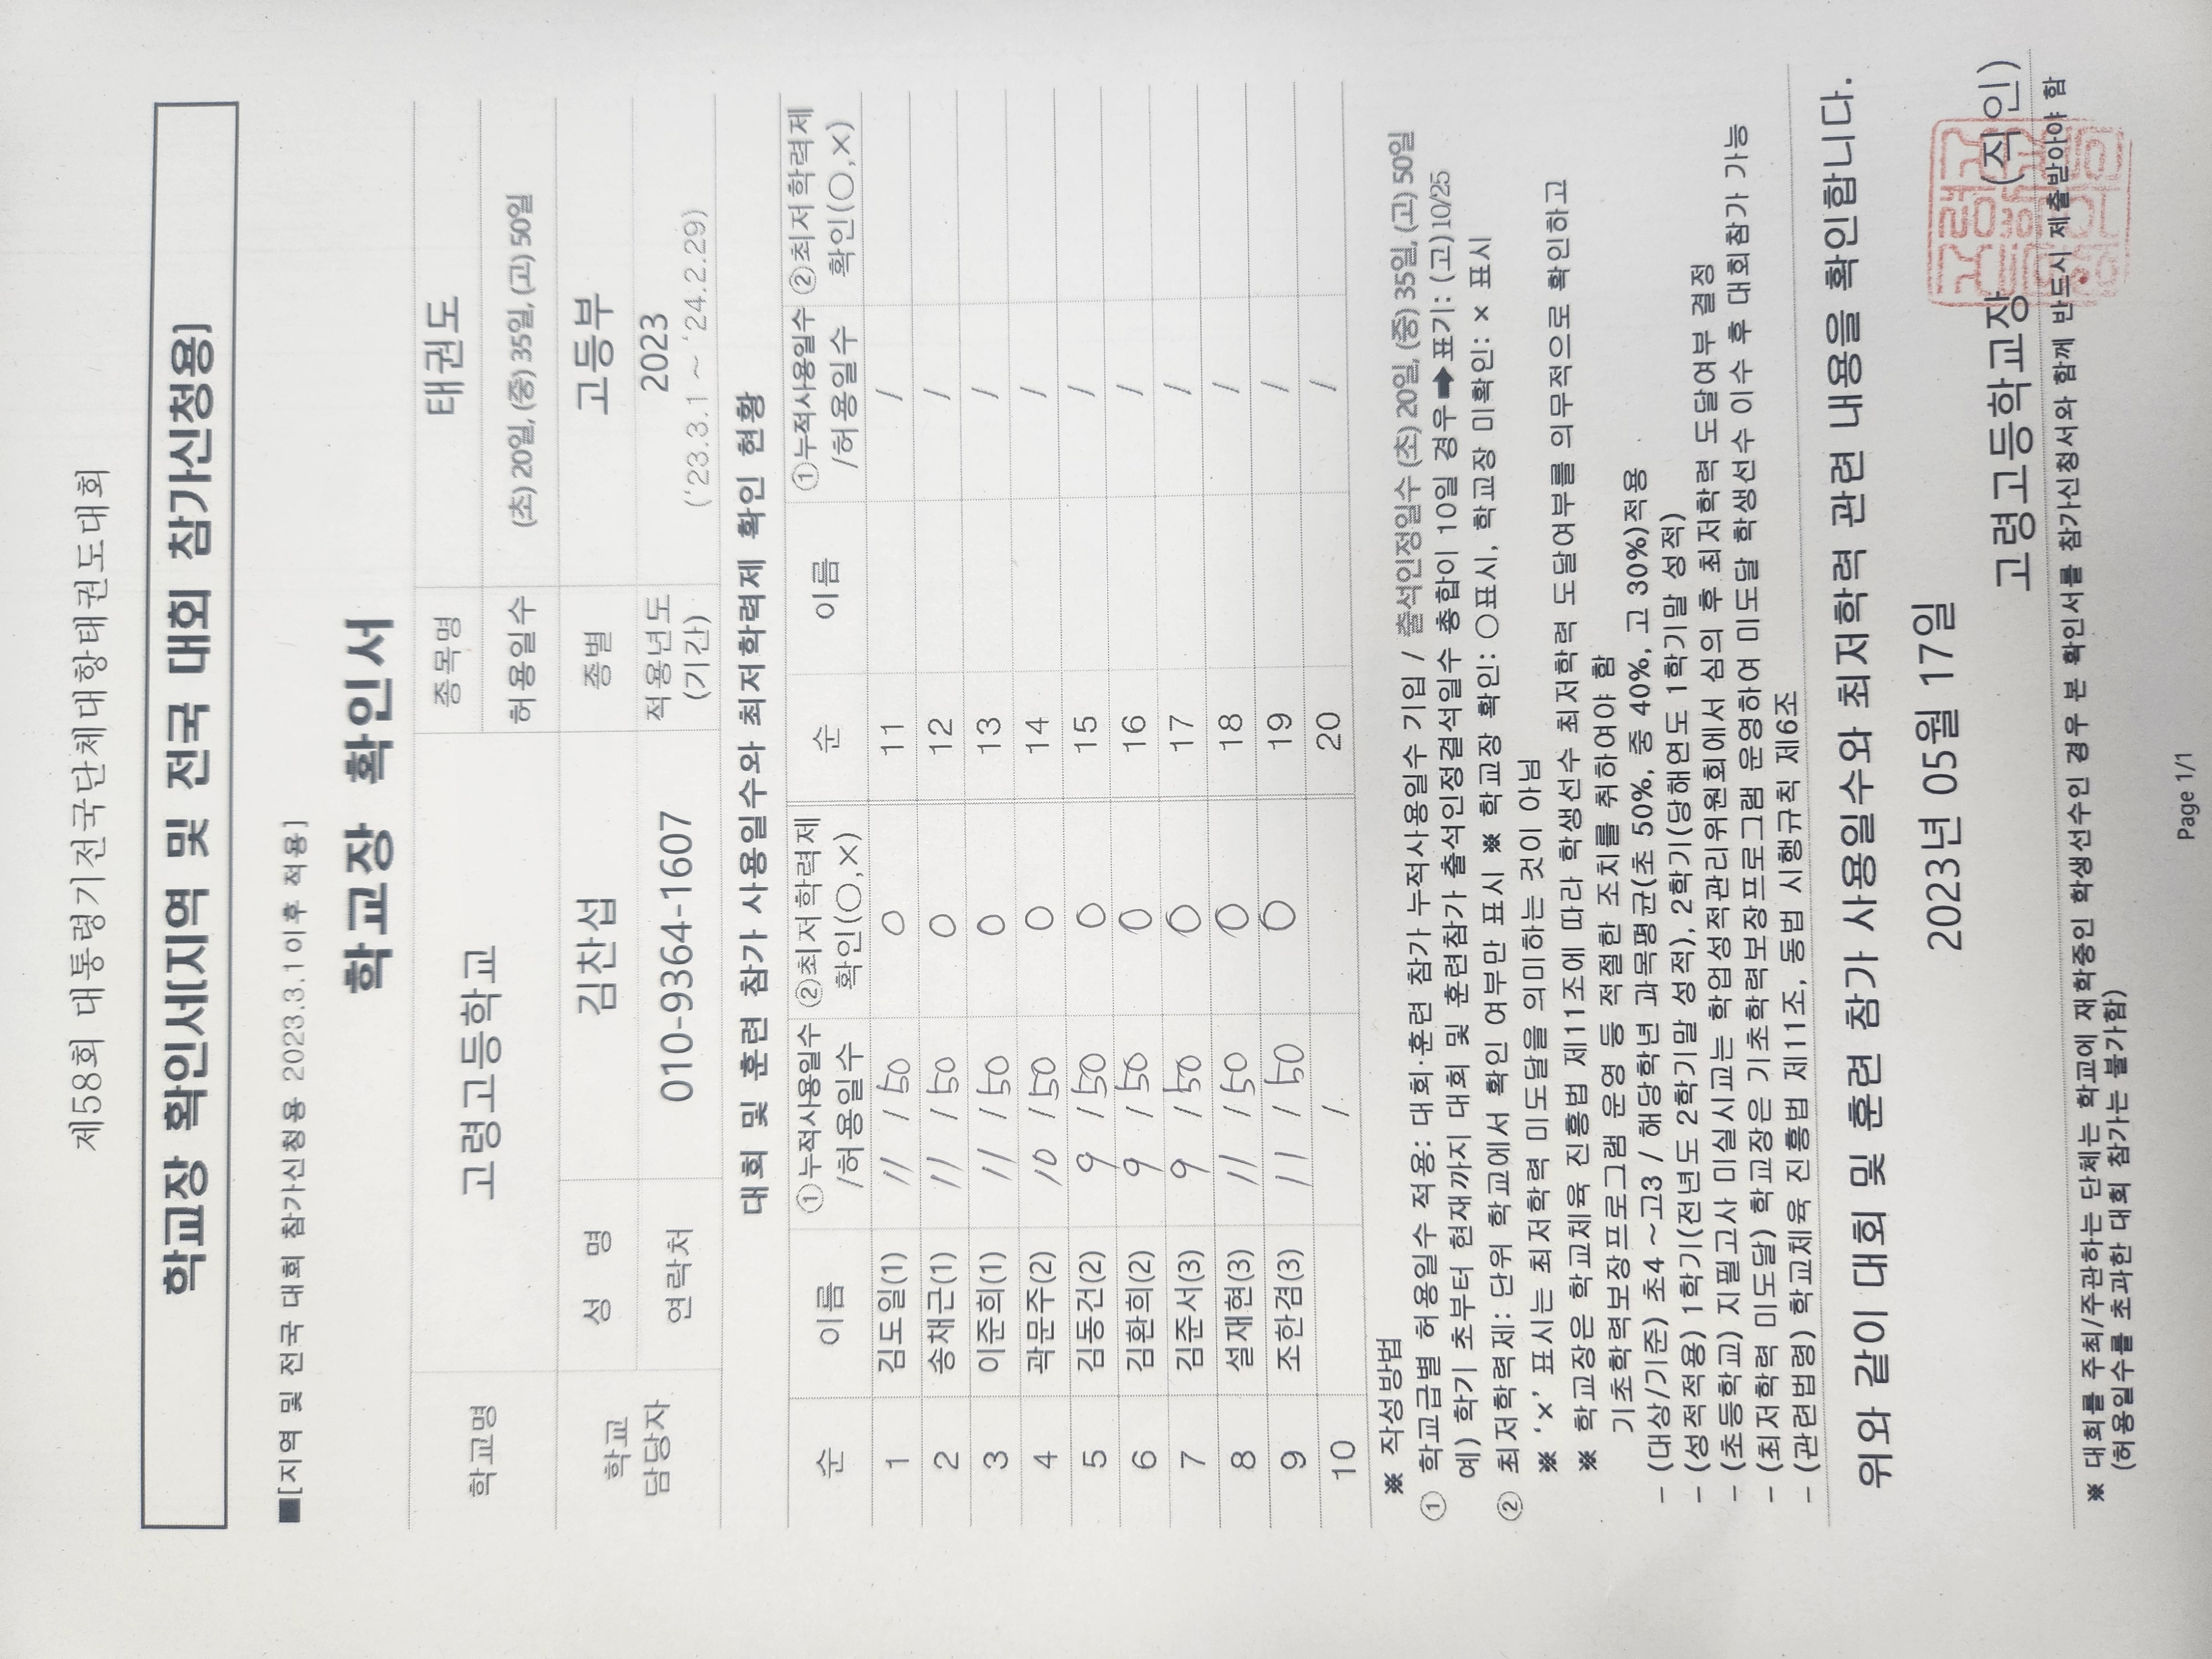 제58회 대통령기전국단체대항태권도대회
학교장 확인서[지역 및 전국 대회 참가신청용]
■[지역 및 전국 대회 참가신청용 2023.3.1이후 적용]
학교장 확인서
학교명 고령고등학교 종목명 태권도
허용일수 (초) 20일, (중) 35일, (고) 50일
학교 담당자 성 명 김찬섭 종별 고등부
연락처 010-9364-1607 적용년도 (기간) 2023 ('23.3.1 ~ '24.2.29)
대회 및 훈련 참가 사용일수와 최저학력제 확인 현황
순 이름 ①누적사용일수 /허용일수 ②최저학력제 확인(○,×) 순 이름 ①누적사용일수 /허용일수 ②최저학력제 확인(○,×)
1 김도일(1) 11 / 50 ○ 11 /
2 송채근(1) 11 / 50 ○ 12 /
3 이준희(1) 11 / 50 ○ 13 /
4 곽문주(2) 10 / 50 ○ 14 /
5 김동건(2) 9 / 50 ○ 15 /
6 김환희(2) 9 / 50 ○ 16 /
7 김준서(3) 9 / 50 ○ 17 /
8 설재현(3) 11 / 50 ○ 18 /
9 조한겸(3) 11 / 50 ○ 19 /
10 / 20 /
※ 작성방법
① 학교급별 허용일수 적용: 대회·훈련 참가 누적사용일수 기입 / 출석인정일수 (초) 20일, (중) 35일, (고) 50일
예) 학기 초부터 현재까지 대회 및 훈련참가 출석인정결석일수 총합이 10일 경우➡표기: (고)10/25
② 최저학력제: 단위 학교에서 확인 여부만 표시 ※ 학교장 확인: ○표시, 학교장 미확인: × 표시
※ '×' 표시는 최저학력 미도달을 의미하는 것이 아님
※ 학교장은 학교체육 진흥법 제11조에 따라 학생선수 최저학력 도달여부를 의무적으로 확인하고
기초학력보장프로그램 운영 등 적절한 조치를 취하여야 함
- (대상/기준) 초4 ~고3 / 해당학년 과목평균(초 50%, 중 40%, 고 30%)적용
- (성적적용) 1학기(전년도 2학기말 성적), 2학기(당해연도 1학기말 성적)
- (초등학교) 지필고사 미실시교는 학업성적관리위원회에서 심의 후 최저학력 도달여부 결정
- (최저학력 미도달) 학교장은 기초학력보장프로그램 운영하여 미도달 학생선수 이수 후 대회참가 가능
- (관련법령) 학교체육 진흥법 제11조, 동법 시행규칙 제6조
위와 같이 대회 및 훈련 참가 사용일수와 최저학력 관련 내용을 확인합니다.
2023년 05월 17일
고령고등학교장 (직인)
※ 대회를 주최/주관하는 단체는 학교에 재학중인 학생선수인 경우 본 확인서를 참가신청서와 함께 반드시 제출받아야 함
(허용일수를 초과한 대회 참가는 불가함)
Page 1/1